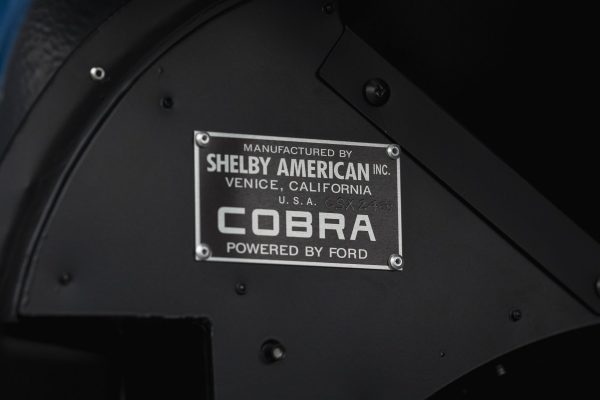 MANUFACTURED BY
SHELBY AMERICAN INC.
VENICE, CALIFORNIA
U.S.A.
COBRA
POWERED BY FORD